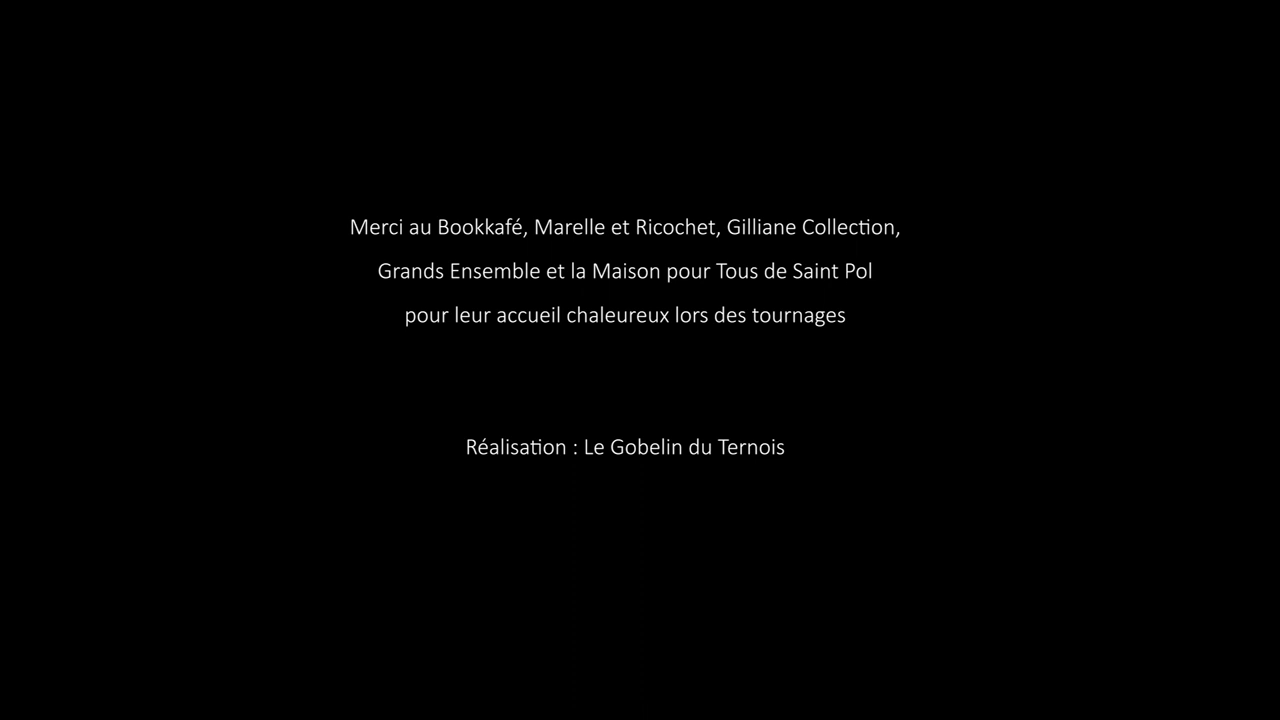 Merci au Bookkafé, Marelle et Ricochet, Gilliane Collection,
Grands Ensemble et la Maison pour Tous de Saint Pol
pour leur accueil chaleureux lors des tournages
Réalisation : Le Gobelin du Ternois